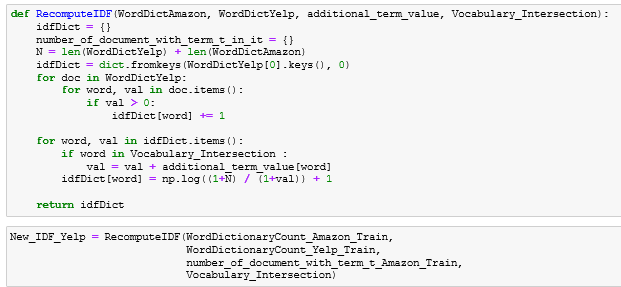 def RecomputeIDF(WordDictAmazon, WordDictYelp, additional_term_value, Vocabulary_Intersection):
    idfDict = {}
    number_of_document_with_term_t_in_it = {}
    N = len(WordDictYelp) + len(WordDictAmazon)
    idfDict = dict.fromkeys(WordDictYelp[0].keys(), 0)
    for doc in WordDictYelp:
        for word, val in doc.items():
            if val > 0:
                idfDict[word] += 1

    for word, val in idfDict.items():
        if word in Vocabulary_Intersection :
            val = val + additional_term_value[word]
        idfDict[word] = np.log((1+N) / (1+val)) + 1

    return idfDict

New_IDF_Yelp = RecomputeIDF(WordDictionaryCount_Amazon_Train,
                            WordDictionaryCount_Yelp_Train,
                            number_of_document_with_term_t_Amazon_Train,
                            Vocabulary_Intersection)